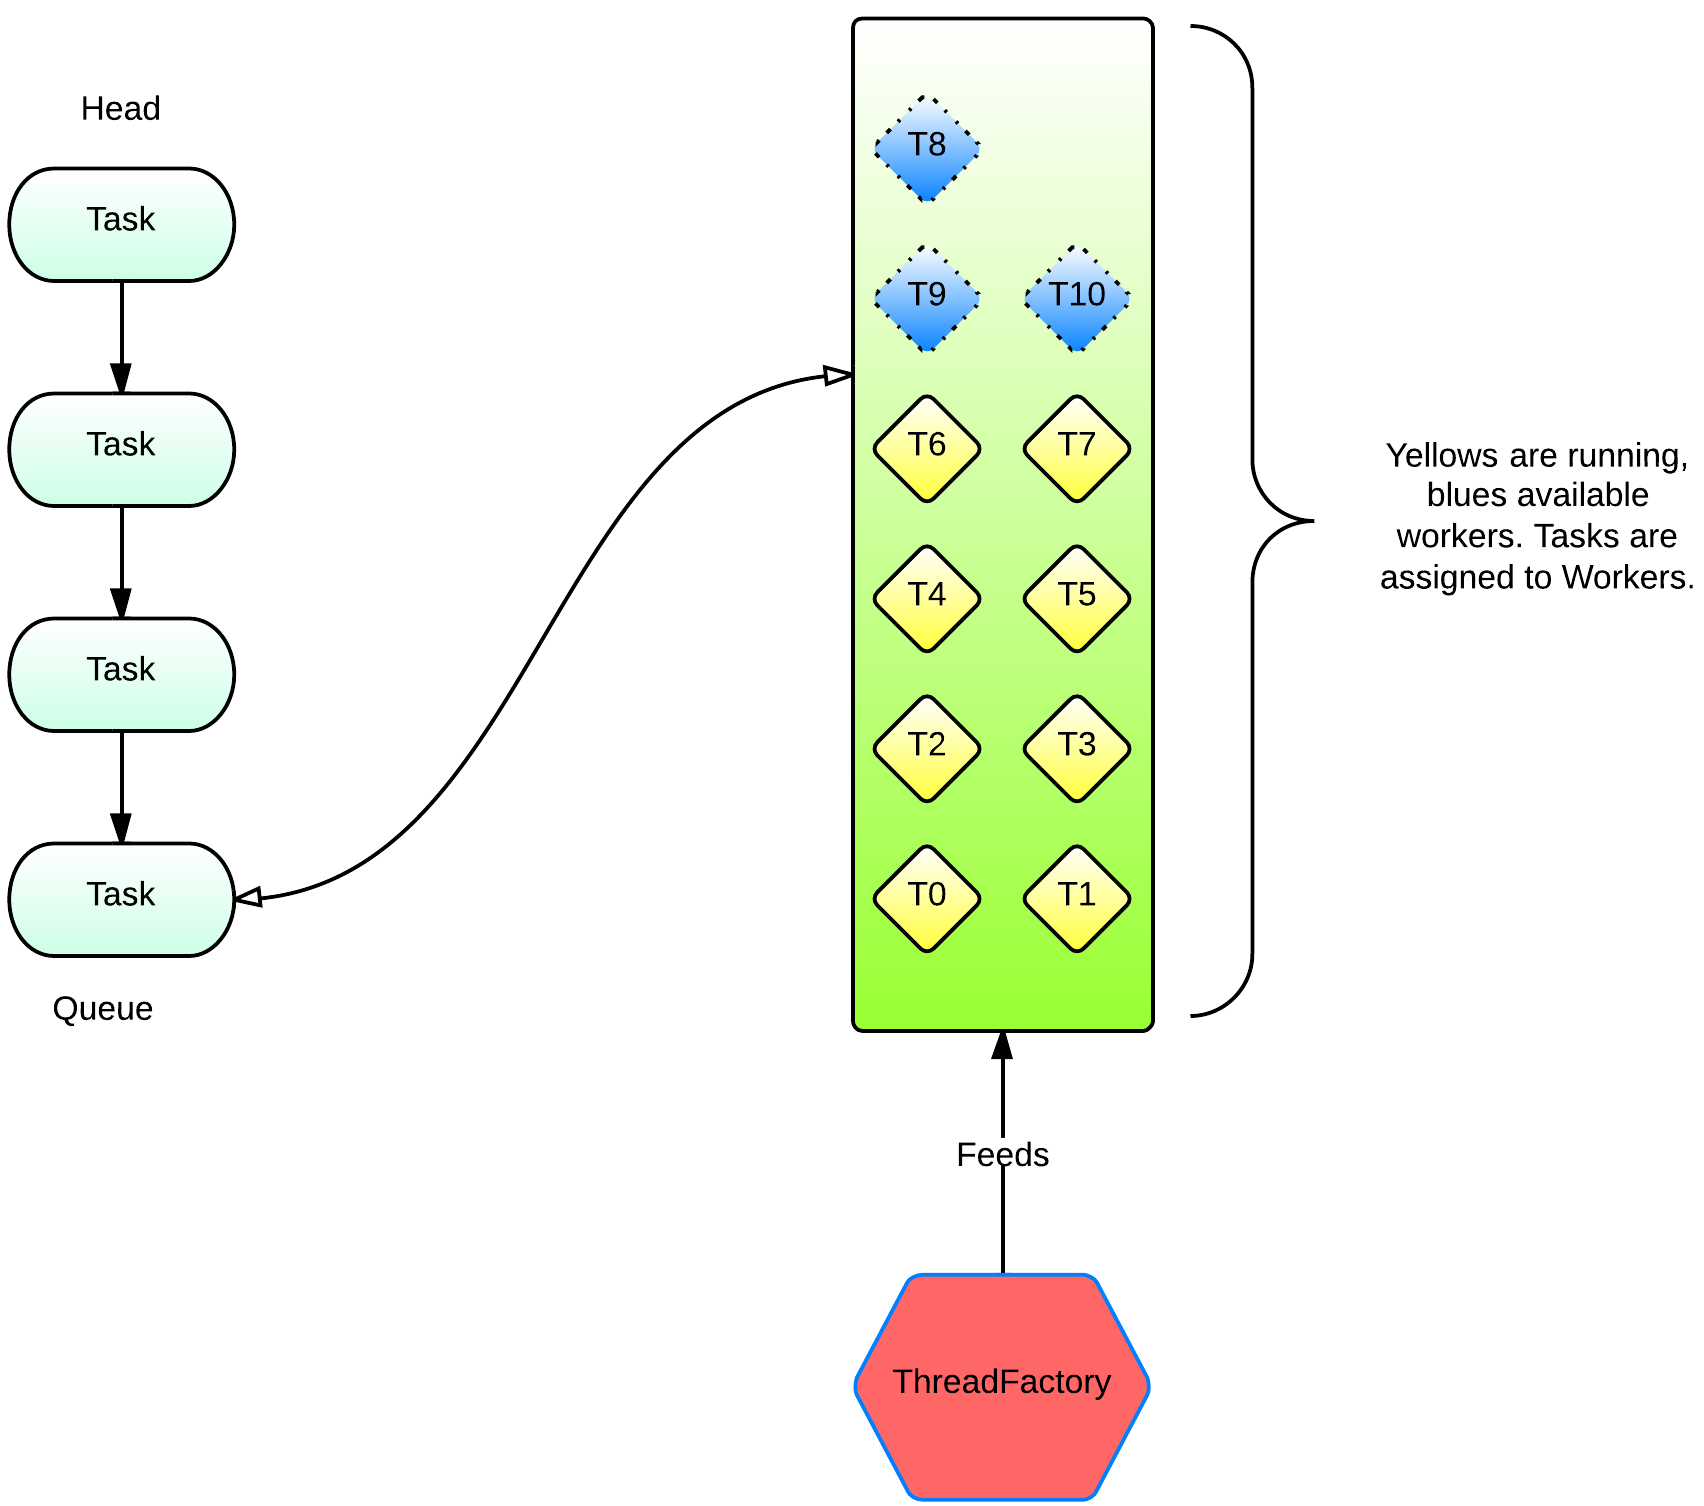 Head
Task
Task
Task
Task
Queue
T8
T9 T10
T6 T7
T4 T5
T2 T3
T0 T1
Yellows are running,
blues available
workers. Tasks are
assigned to Workers.
Feeds
ThreadFactory